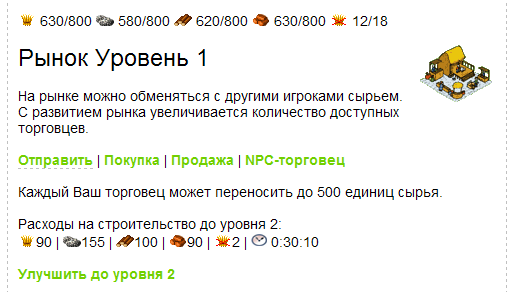 630/800 580/800 620/800 630/800 12/18
Рынок Уровень 1
На рынке можно обменяться с другими игроками сырьем.
С развитием рынка увеличивается количество доступных
торговцев.
Отправить | Покупка | Продажа | NPC-торговец
Каждый Ваш торговец может переносить до 500 единиц сырья.
Расходы на строительство до уровня 2:
90 | 155 | 100 | 90 | 2 | 0:30:10
Улучшить до уровня 2